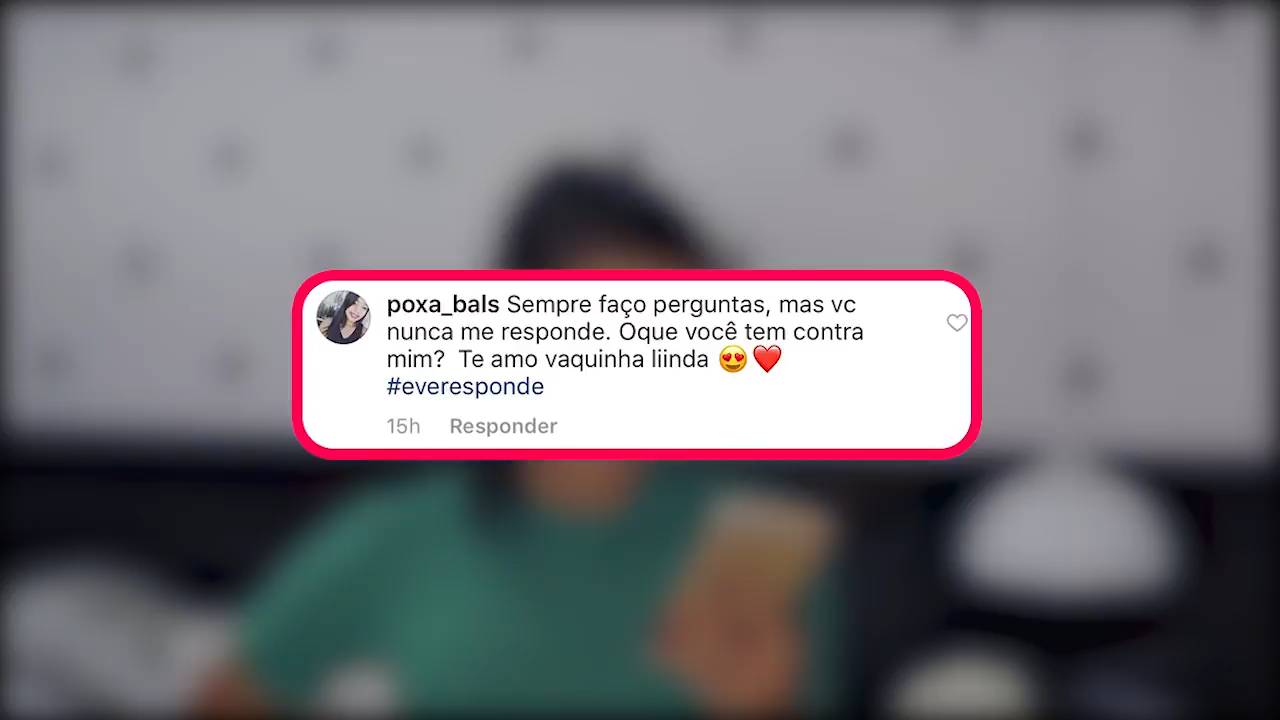 poxa_bals Sempre faço perguntas, mas vc
nunca me responde. Oque você tem contra
mim? Te amo vaquinha liinda 😍❤️
#everesponde
15h Responder